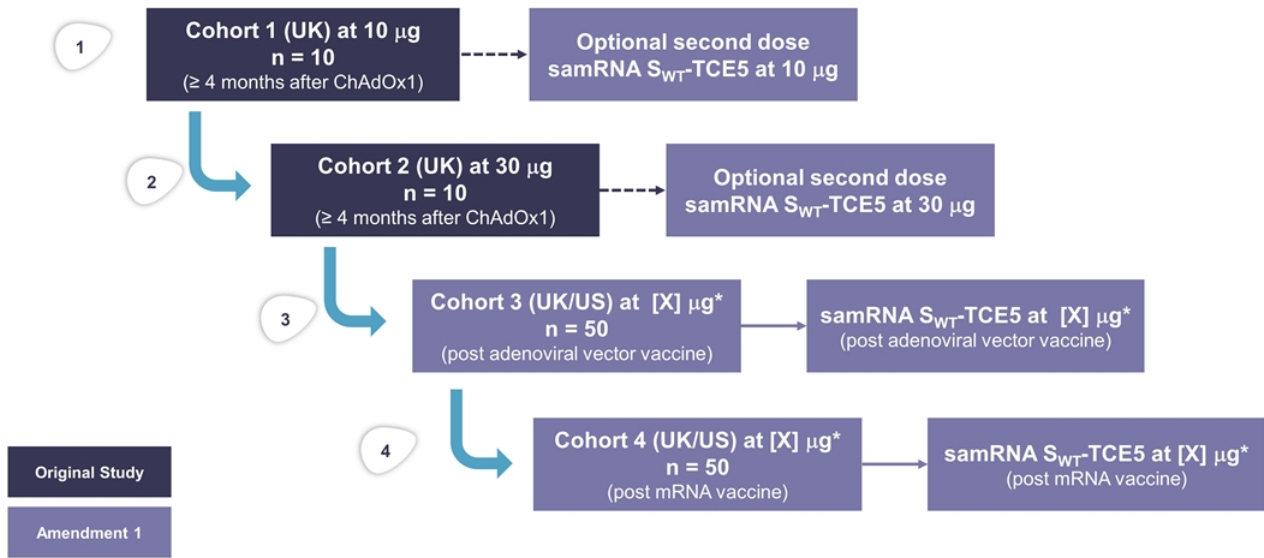 1
Cohort 1 (UK) at 10 μg
n = 10
(≥ 4 months after ChAdOx1)
Optional second dose
samRNA S_WT-TCE5 at 10 μg
2
Cohort 2 (UK) at 30 μg
n = 10
(≥ 4 months after ChAdOx1)
Optional second dose
samRNA S_WT-TCE5 at 30 μg
3
Cohort 3 (UK/US) at [X] μg*
n = 50
(post adenoviral vector vaccine)
samRNA S_WT-TCE5 at [X] μg*
(post adenoviral vector vaccine)
4
Cohort 4 (UK/US) at [X] μg*
n = 50
(post mRNA vaccine)
samRNA S_WT-TCE5 at [X] μg*
(post mRNA vaccine)
Original Study
Amendment 1